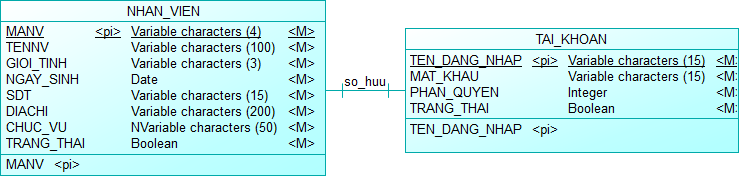 NHAN_VIEN
MANV <pi> Variable characters (4) <M>
TENNV Variable characters (100) <M>
GIOI_TINH Variable characters (3) <M>
NGAY_SINH Date <M>
SDT Variable characters (15) <M>
DIACHI Variable characters (200) <M>
CHUC_VU NVariable characters (50) <M>
TRANG_THAI Boolean <M>
MANV <pi>
so_huu
TAI_KHOAN
TEN_DANG_NHAP <pi> Variable characters (15) <M>
MAT_KHAU Variable characters (15) <M>
PHAN_QUYEN Integer <M>
TRANG_THAI Boolean <M>
TEN_DANG_NHAP <pi>